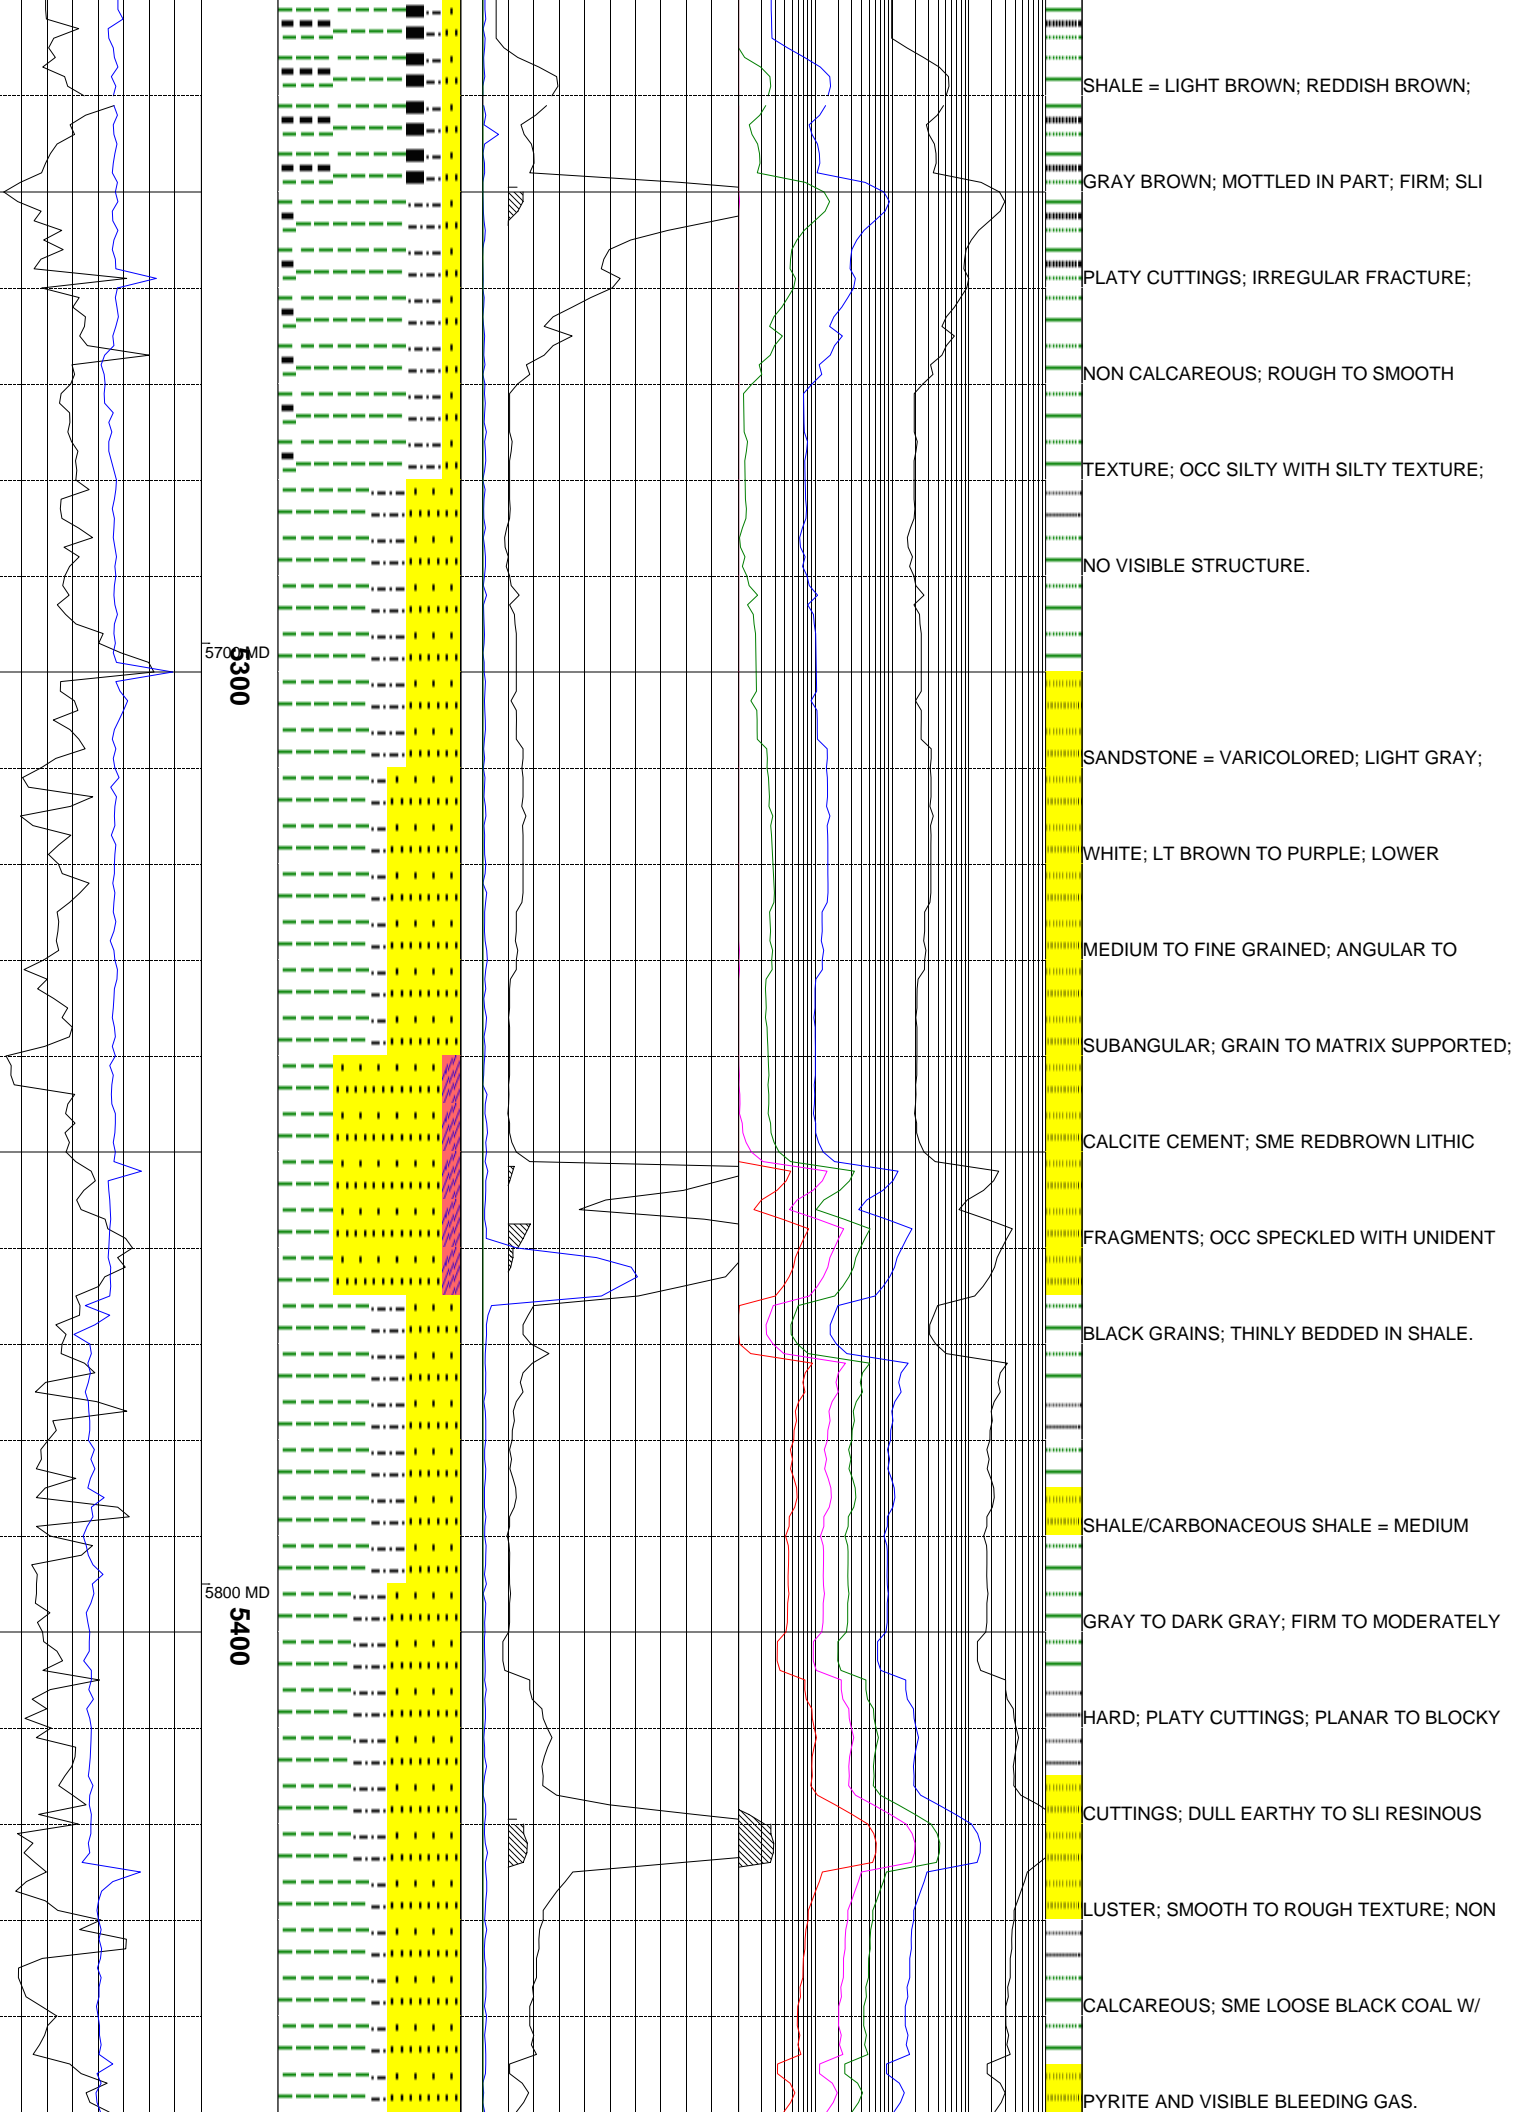 SHALE = LIGHT BROWN; REDDISH BROWN;
GRAY BROWN; MOTTLED IN PART; FIRM; SLI
PLATY CUTTINGS; IRREGULAR FRACTURE;
NON CALCAREOUS; ROUGH TO SMOOTH
TEXTURE; OCC SILTY WITH SILTY TEXTURE;
NO VISIBLE STRUCTURE.
5700 MD
5300
SANDSTONE = VARICOLORED; LIGHT GRAY;
WHITE; LT BROWN TO PURPLE; LOWER
MEDIUM TO FINE GRAINED; ANGULAR TO
SUBANGULAR; GRAIN TO MATRIX SUPPORTED;
CALCITE CEMENT; SME REDBROWN LITHIC
FRAGMENTS; OCC SPECKLED WITH UNIDENT
BLACK GRAINS; THINLY BEDDED IN SHALE.
SHALE/CARBONACEOUS SHALE = MEDIUM
5800 MD
5400
GRAY TO DARK GRAY; FIRM TO MODERATELY
HARD; PLATY CUTTINGS; PLANAR TO BLOCKY
CUTTINGS; DULL EARTHY TO SLI RESINOUS
LUSTER; SMOOTH TO ROUGH TEXTURE; NON
CALCAREOUS; SME LOOSE BLACK COAL W/
PYRITE AND VISIBLE BLEEDING GAS.